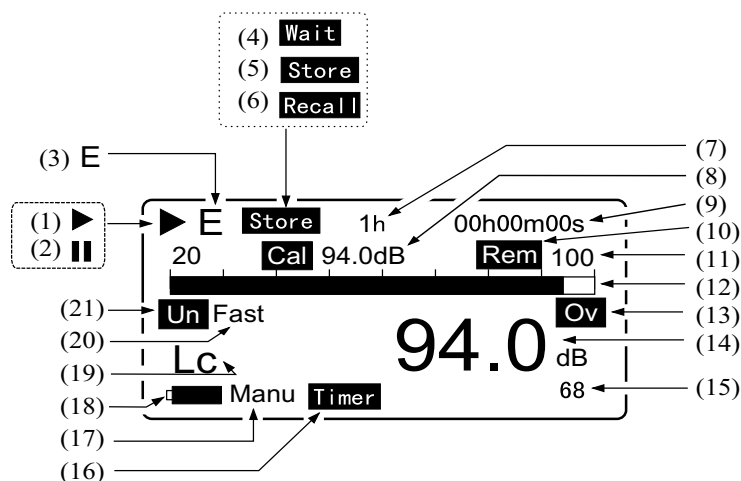 (4) Wait
(5) Store
(6) Recall
(3) E
(7)
(8)
(1)
(2)
E Store 1h 00h00m00s
(9)
(10)
20 Cal 94.0dB Rem 100
(11)
(12)
(21)
Un Fast Ov
(13)
(20)
94.0 dB
(14)
(19)
Lc
(18)
Manu Timer 68
(15)
(17)
(16)